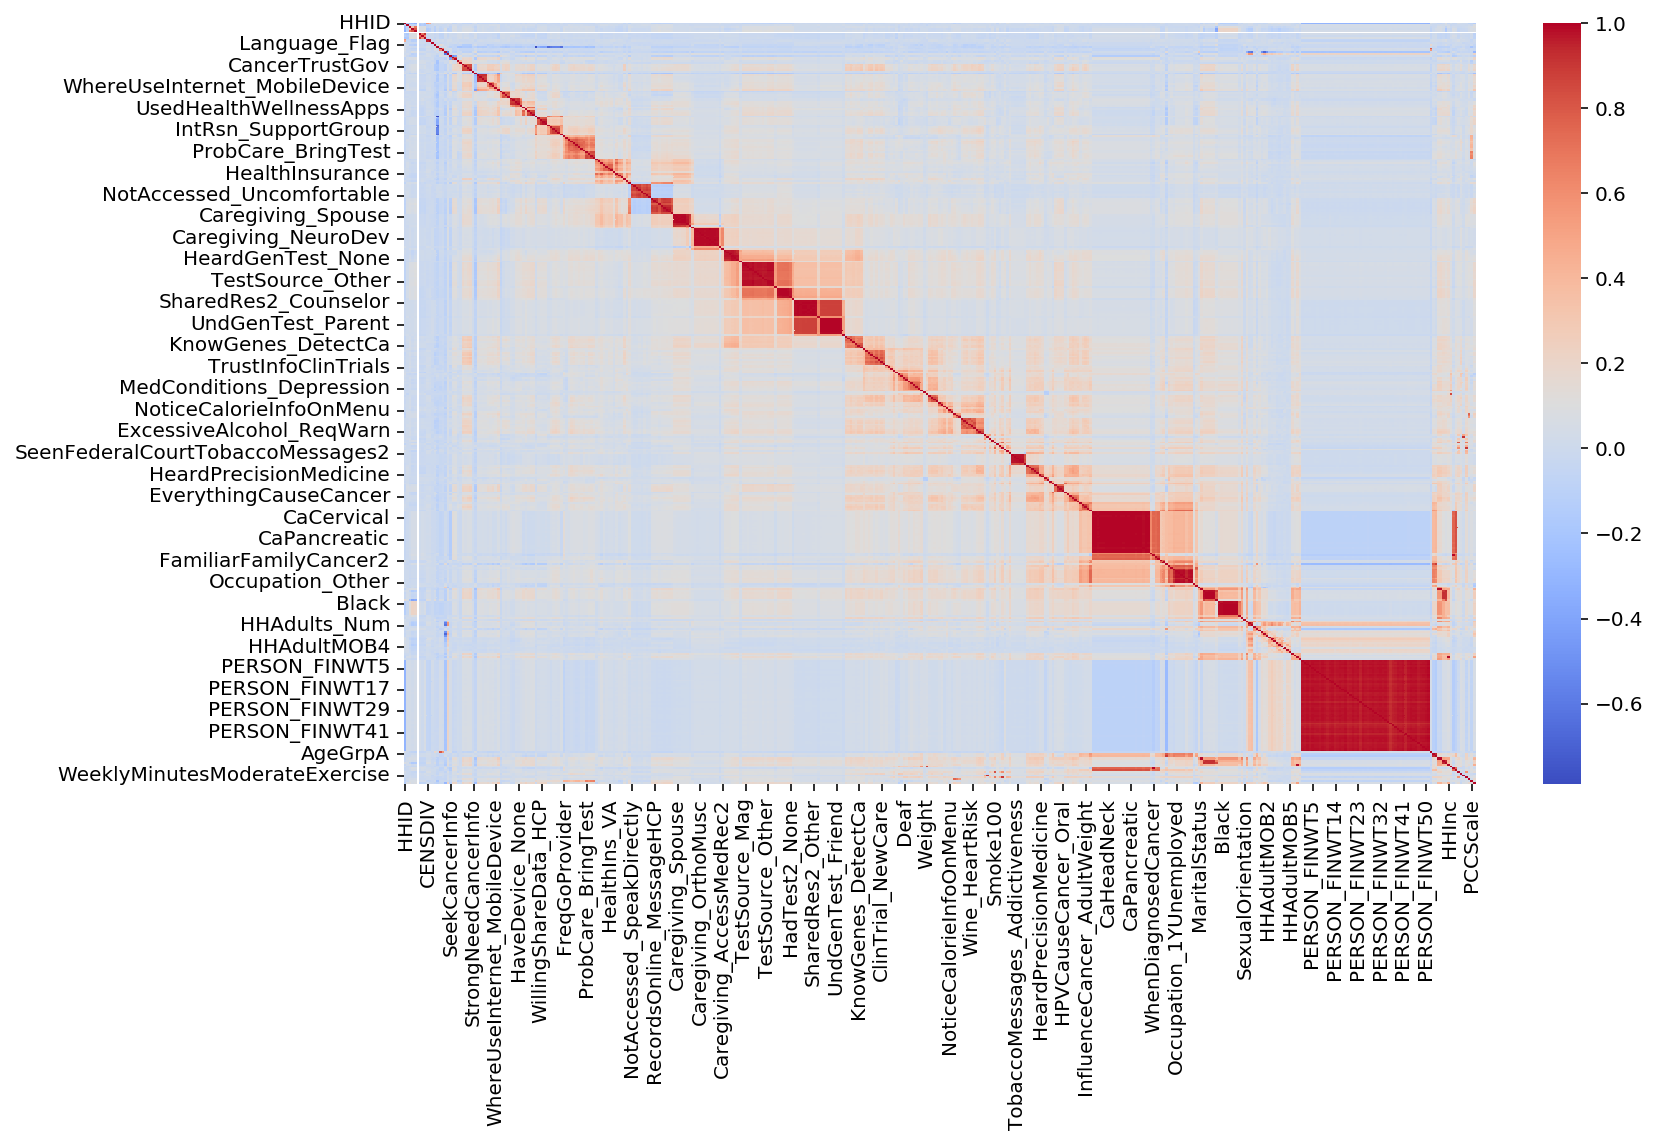 HHID
Language_Flag
CancerTrustGov
WhereUseInternet_MobileDevice
UsedHealthWellnessApps
IntRsn_SupportGroup
ProbCare_BringTest
HealthInsurance
NotAccessed_Uncomfortable
Caregiving_Spouse
Caregiving_NeuroDev
HeardGenTest_None
TestSource_Other
SharedRes2_Counselor
UndGenTest_Parent
KnowGenes_DetectCa
TrustInfoClinTrials
MedConditions_Depression
NoticeCalorieInfoOnMenu
ExcessiveAlcohol_ReqWarn
SeenFederalCourtTobaccoMessages2
HeardPrecisionMedicine
EverythingCauseCancer
CaCervical
CaPancreatic
FamiliarFamilyCancer2
Occupation_Other
Black
HHAdults_Num
HHAdultMOB4
PERSON_FINWT5
PERSON_FINWT17
PERSON_FINWT29
PERSON_FINWT41
AgeGrpA
WeeklyMinutesModerateExercise
HHID
CENSDIV
SeekCancerInfo
StrongNeedCancerInfo
WhereUseInternet_MobileDevice
HaveDevice_None
WillingShareData_HCP
FreqGoProvider
ProbCare_BringTest
HealthIns_VA
NotAccessed_SpeakDirectly
RecordsOnline_MessageHCP
Caregiving_Spouse
Caregiving_OrthoMusc
Caregiving_AccessMedRec2
TestSource_Mag
TestSource_Other
HadTest2_None
SharedRes2_Other
UndGenTest_Friend
KnowGenes_DetectCa
ClinTrial_NewCare
Deaf
Weight
NoticeCalorieInfoOnMenu
Wine_HeartRisk
Smoke100
TobaccoMessages_Addictiveness
HeardPrecisionMedicine
HPVCauseCancer_Oral
InfluenceCancer_AdultWeight
CaHeadNeck
CaPancreatic
WhenDiagnosedCancer
Occupation_1YUnemployed
MaritalStatus
Black
SexualOrientation
HHAdultMOB2
HHAdultMOB5
PERSON_FINWT5
PERSON_FINWT14
PERSON_FINWT23
PERSON_FINWT32
PERSON_FINWT41
PERSON_FINWT50
HHInc
PCCScale
1.0
0.8
0.6
0.4
0.2
0.0
−0.2
−0.4
−0.6